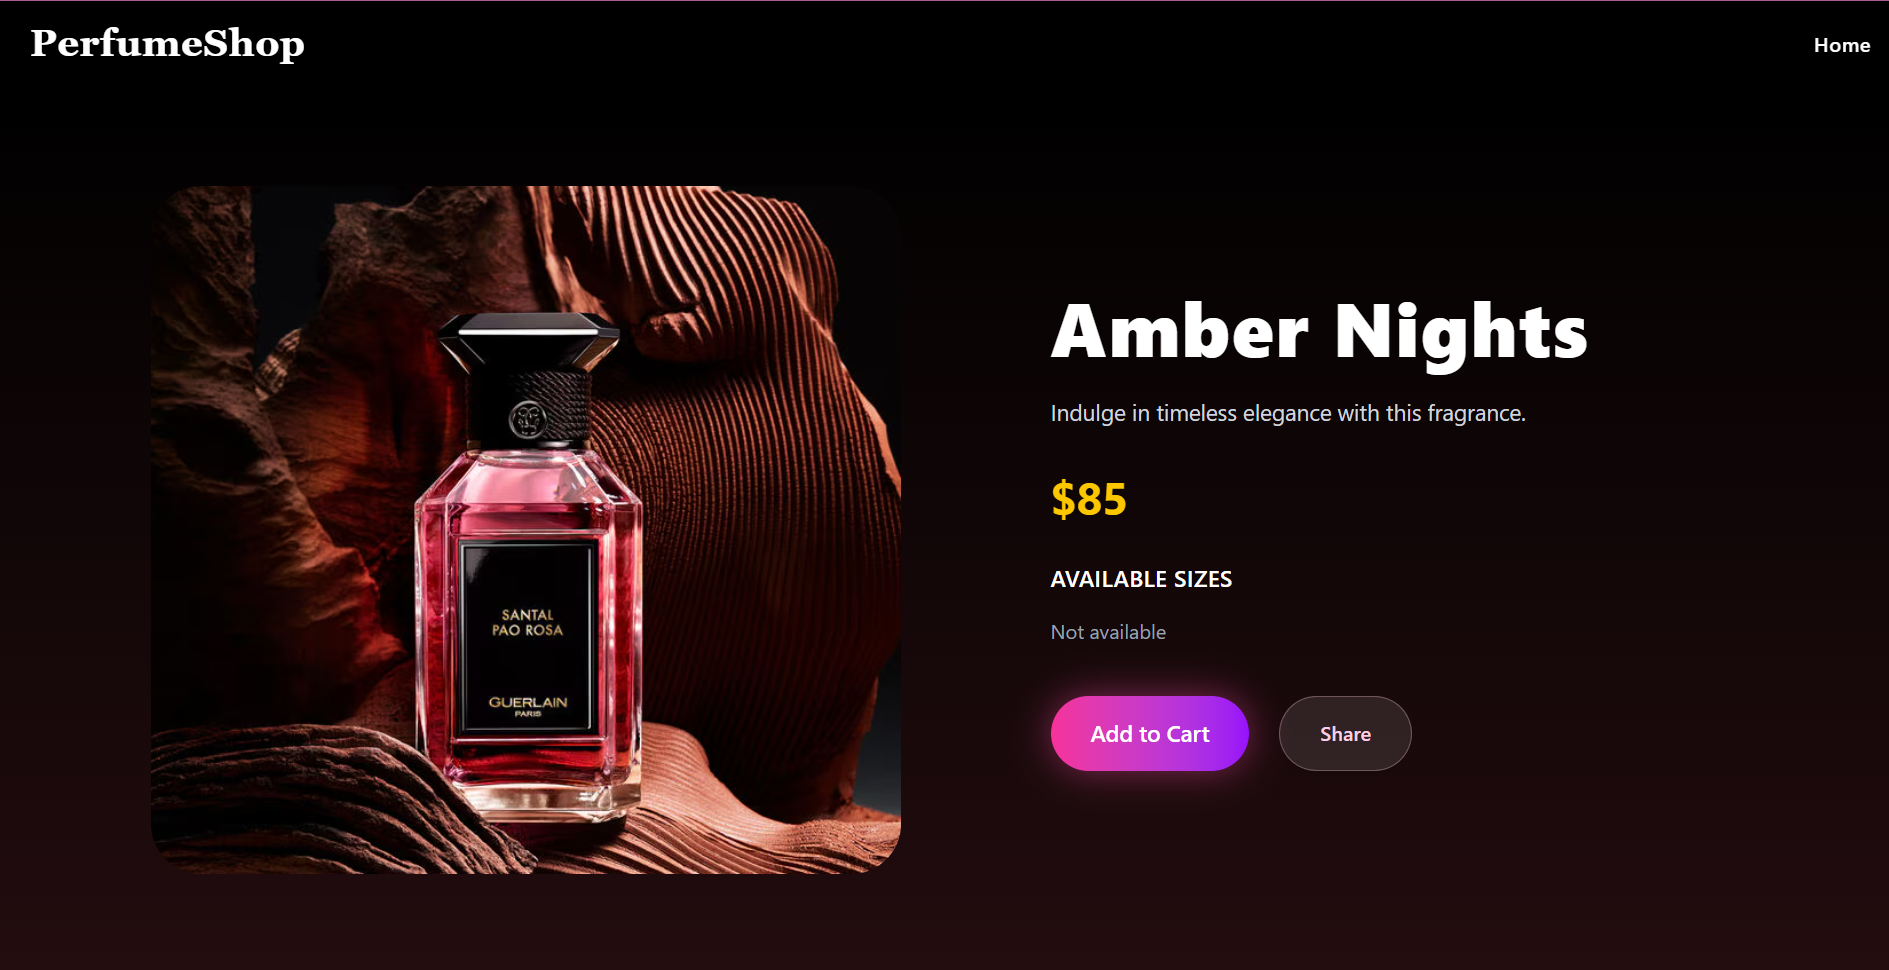 PerfumeShop
Home
SANTAL
PAO ROSA
GUERLAIN
PARIS
Amber Nights
Indulge in timeless elegance with this fragrance.
$85
AVAILABLE SIZES
Not available
Add to Cart
Share